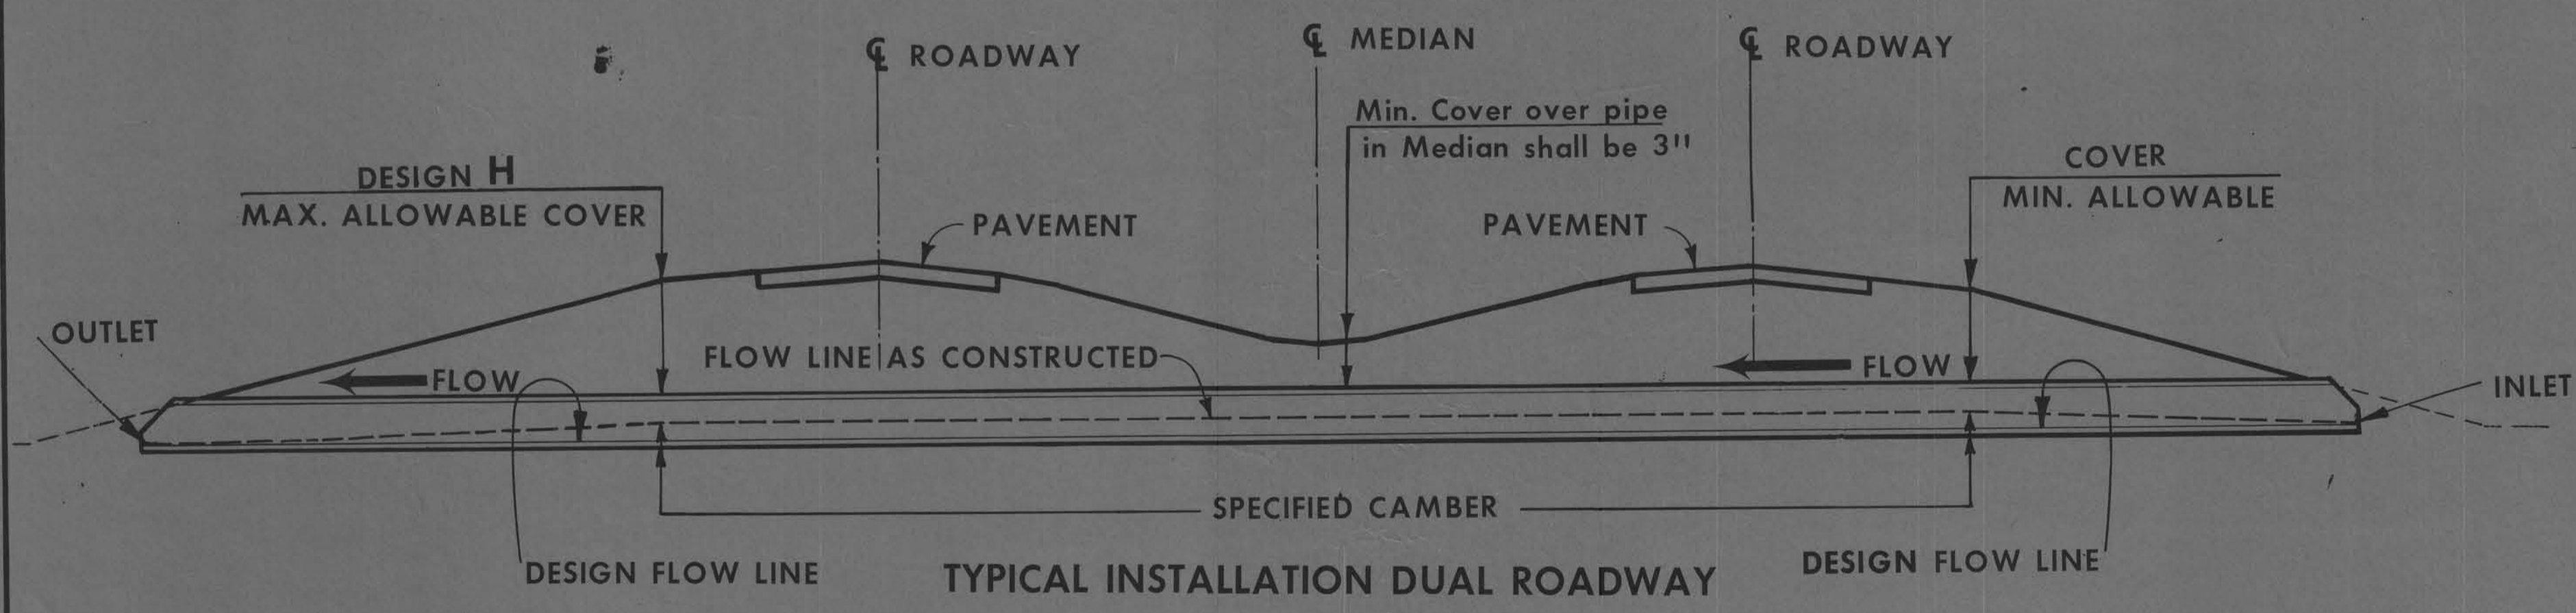 ℄ ROADWAY
℄ MEDIAN
℄ ROADWAY
Min. Cover over pipe
in Median shall be 3"
DESIGN H
MAX. ALLOWABLE COVER
COVER
MIN. ALLOWABLE
PAVEMENT
PAVEMENT
OUTLET
FLOW
FLOW LINE AS CONSTRUCTED
FLOW
INLET
SPECIFIED CAMBER
DESIGN FLOW LINE
TYPICAL INSTALLATION DUAL ROADWAY
DESIGN FLOW LINE